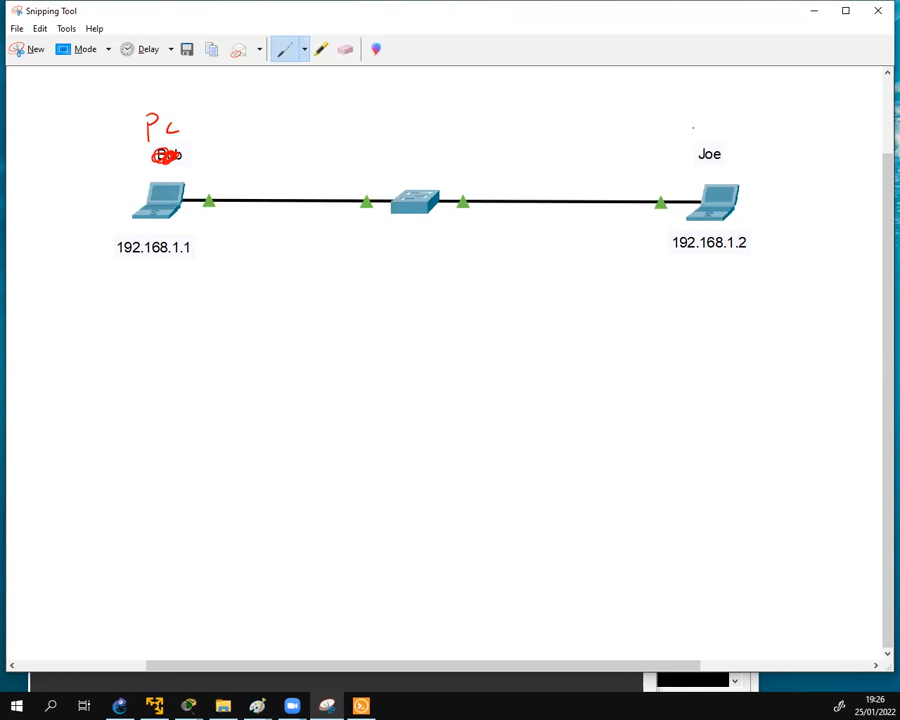 Snipping Tool
File Edit Tools Help
New Mode Delay
PC
Joe
192.168.1.1
192.168.1.2
19:26
25/01/2022